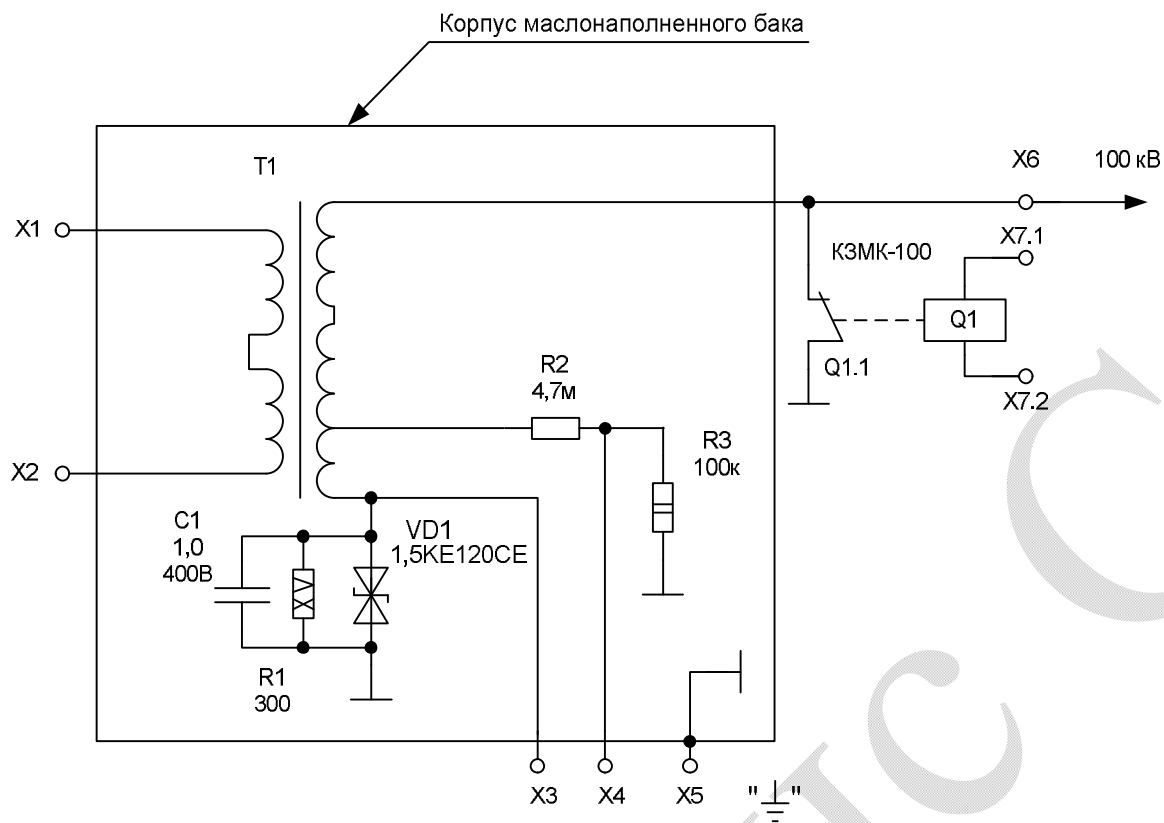 Корпус маслонаполненного бака
T1
X6
100 кВ
X1
X7.1
КЗМК-100
Q1
Q1.1
X7.2
R2
4,7м
R3
100к
X2
C1
1,0
400В
VD1
1,5KE120CE
R1
300
X3
X4
X5
" "